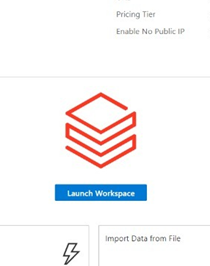 Pricing Tier
Enable No Public IP
Launch Workspace
Import Data from File